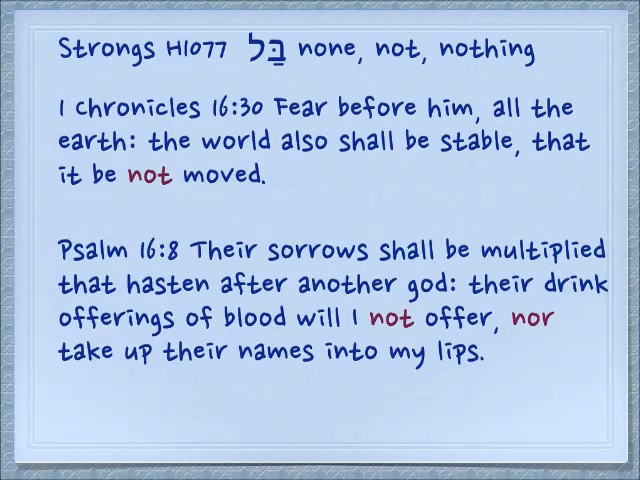 Strongs H1077 בַּל none, not, nothing
1 Chronicles 16:30 Fear before him, all the
earth: the world also shall be stable, that
it be not moved.
Psalm 16:8 Their sorrows shall be multiplied
that hasten after another god: their drink
offerings of blood will I not offer, nor
take up their names into my lips.